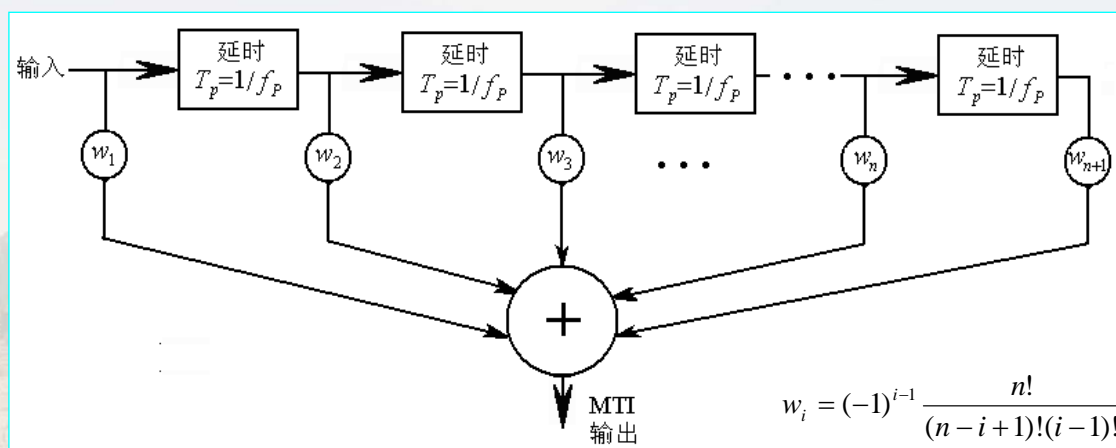 输入
延时
T_p=1/f_P
延时
T_p=1/f_P
延时
T_p=1/f_P
· · ·
延时
T_p=1/f_P
w_1
w_2
w_3
· · ·
w_n
w_{n+1}
+
MTI
输出
w_i = (-1)^{i-1} \frac{n!}{(n-i+1)!(i-1)!}